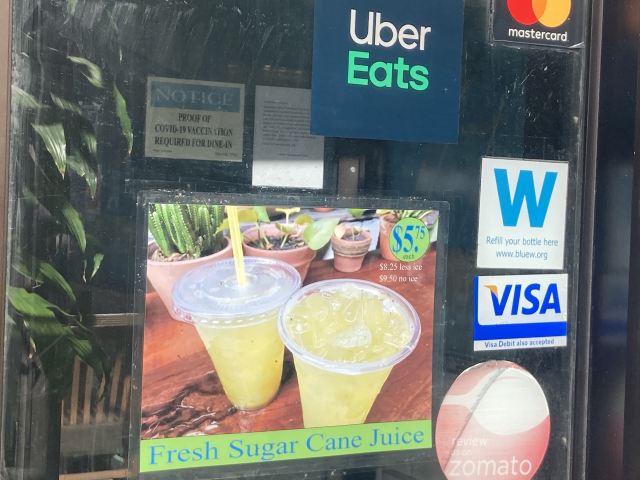 Uber
Eats
mastercard
NOTICE
PROOF OF
COVID-19 VACCINATION
REQUIRED FOR DINE-IN
W
Refill your bottle here
www.bluew.org
$5.75
each
$8.25 less ice
$9.50 no ice
VISA
Visa Debit also accepted
Fresh Sugar Cane Juice
review
us on
zomato